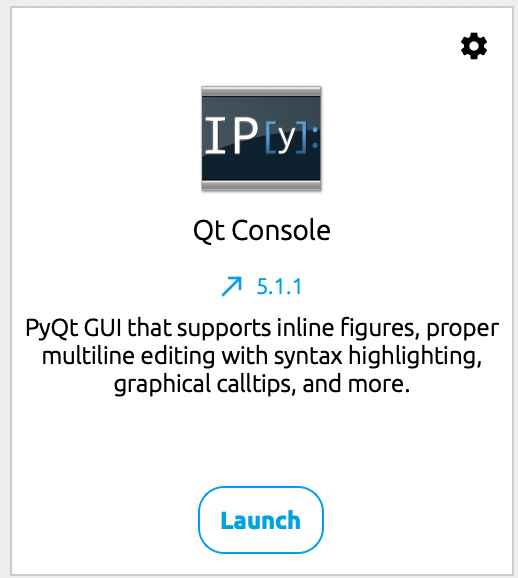 IP[y]:
Qt Console
5.1.1
PyQt GUI that supports inline figures, proper
multiline editing with syntax highlighting,
graphical calltips, and more.
Launch